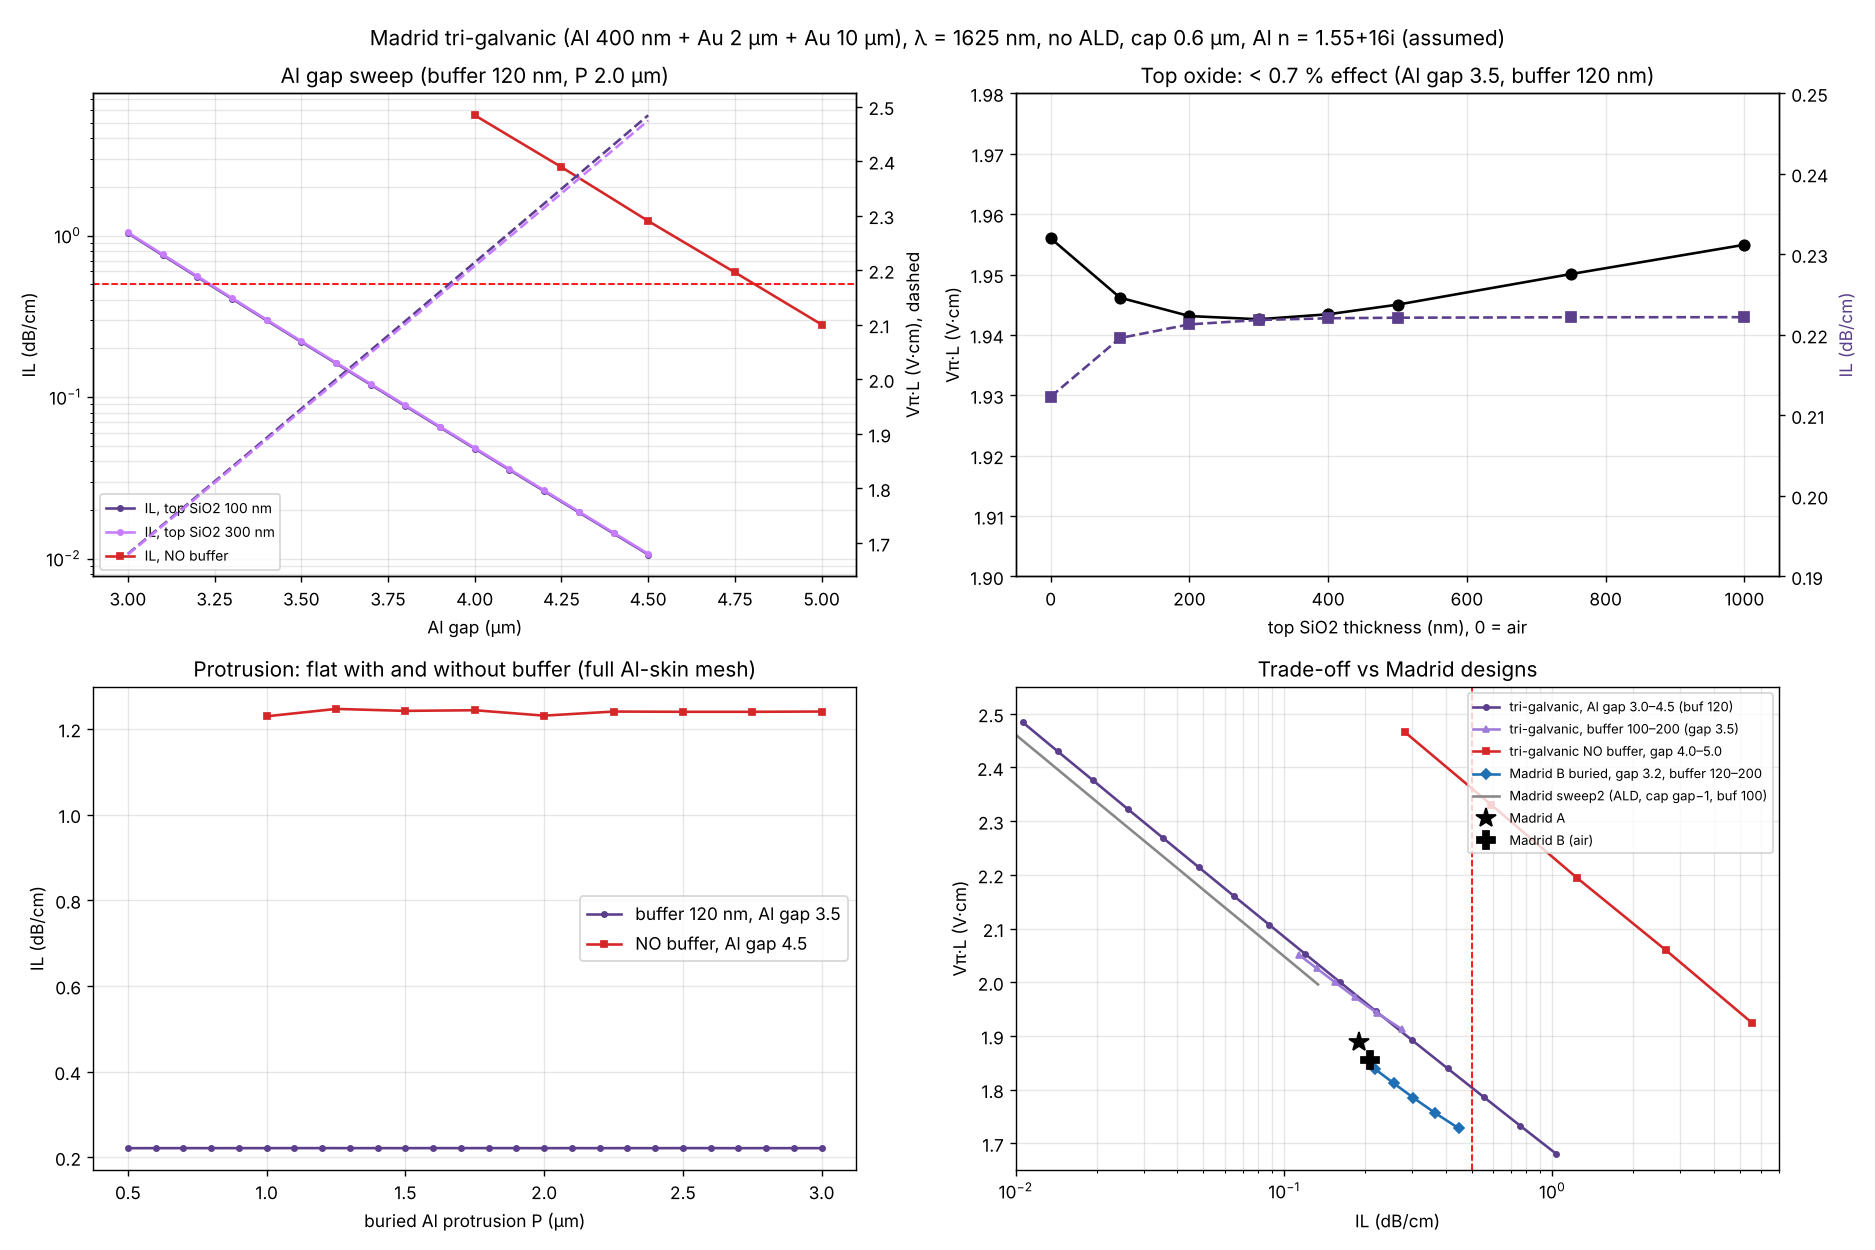 Madrid tri-galvanic (Al 400 nm + Au 2 µm + Au 10 µm), λ = 1625 nm, no ALD, cap 0.6 µm, Al n = 1.55+16i (assumed)
Al gap sweep (buffer 120 nm, P 2.0 µm)
10⁰
10⁻¹
10⁻²
IL (dB/cm)
2.5
2.4
2.3
2.2
2.1
2.0
1.9
1.8
1.7
Vπ·L (V·cm), dashed
IL, top SiO2 100 nm
IL, top SiO2 300 nm
IL, NO buffer
3.00 3.25 3.50 3.75 4.00 4.25 4.50 4.75 5.00
Al gap (µm)
Top oxide: < 0.7 % effect (Al gap 3.5, buffer 120 nm)
1.98
1.97
1.96
1.95
1.94
1.93
1.92
1.91
1.90
Vπ·L (V·cm)
0.25
0.24
0.23
0.22
0.21
0.20
0.19
IL (dB/cm)
0 200 400 600 800 1000
top SiO2 thickness (nm), 0 = air
Protrusion: flat with and without buffer (full Al-skin mesh)
1.2
1.0
0.8
0.6
0.4
0.2
IL (dB/cm)
buffer 120 nm, Al gap 3.5
NO buffer, Al gap 4.5
0.5 1.0 1.5 2.0 2.5 3.0
buried Al protrusion P (µm)
Trade-off vs Madrid designs
2.5
2.4
2.3
2.2
2.1
2.0
1.9
1.8
1.7
Vπ·L (V·cm)
tri-galvanic, Al gap 3.0–4.5 (buf 120)
tri-galvanic, buffer 100–200 (gap 3.5)
tri-galvanic NO buffer, gap 4.0–5.0
Madrid B buried, gap 3.2, buffer 120–200
Madrid sweep2 (ALD, cap gap−1, buf 100)
Madrid A
Madrid B (air)
10⁻² 10⁻¹ 10⁰
IL (dB/cm)